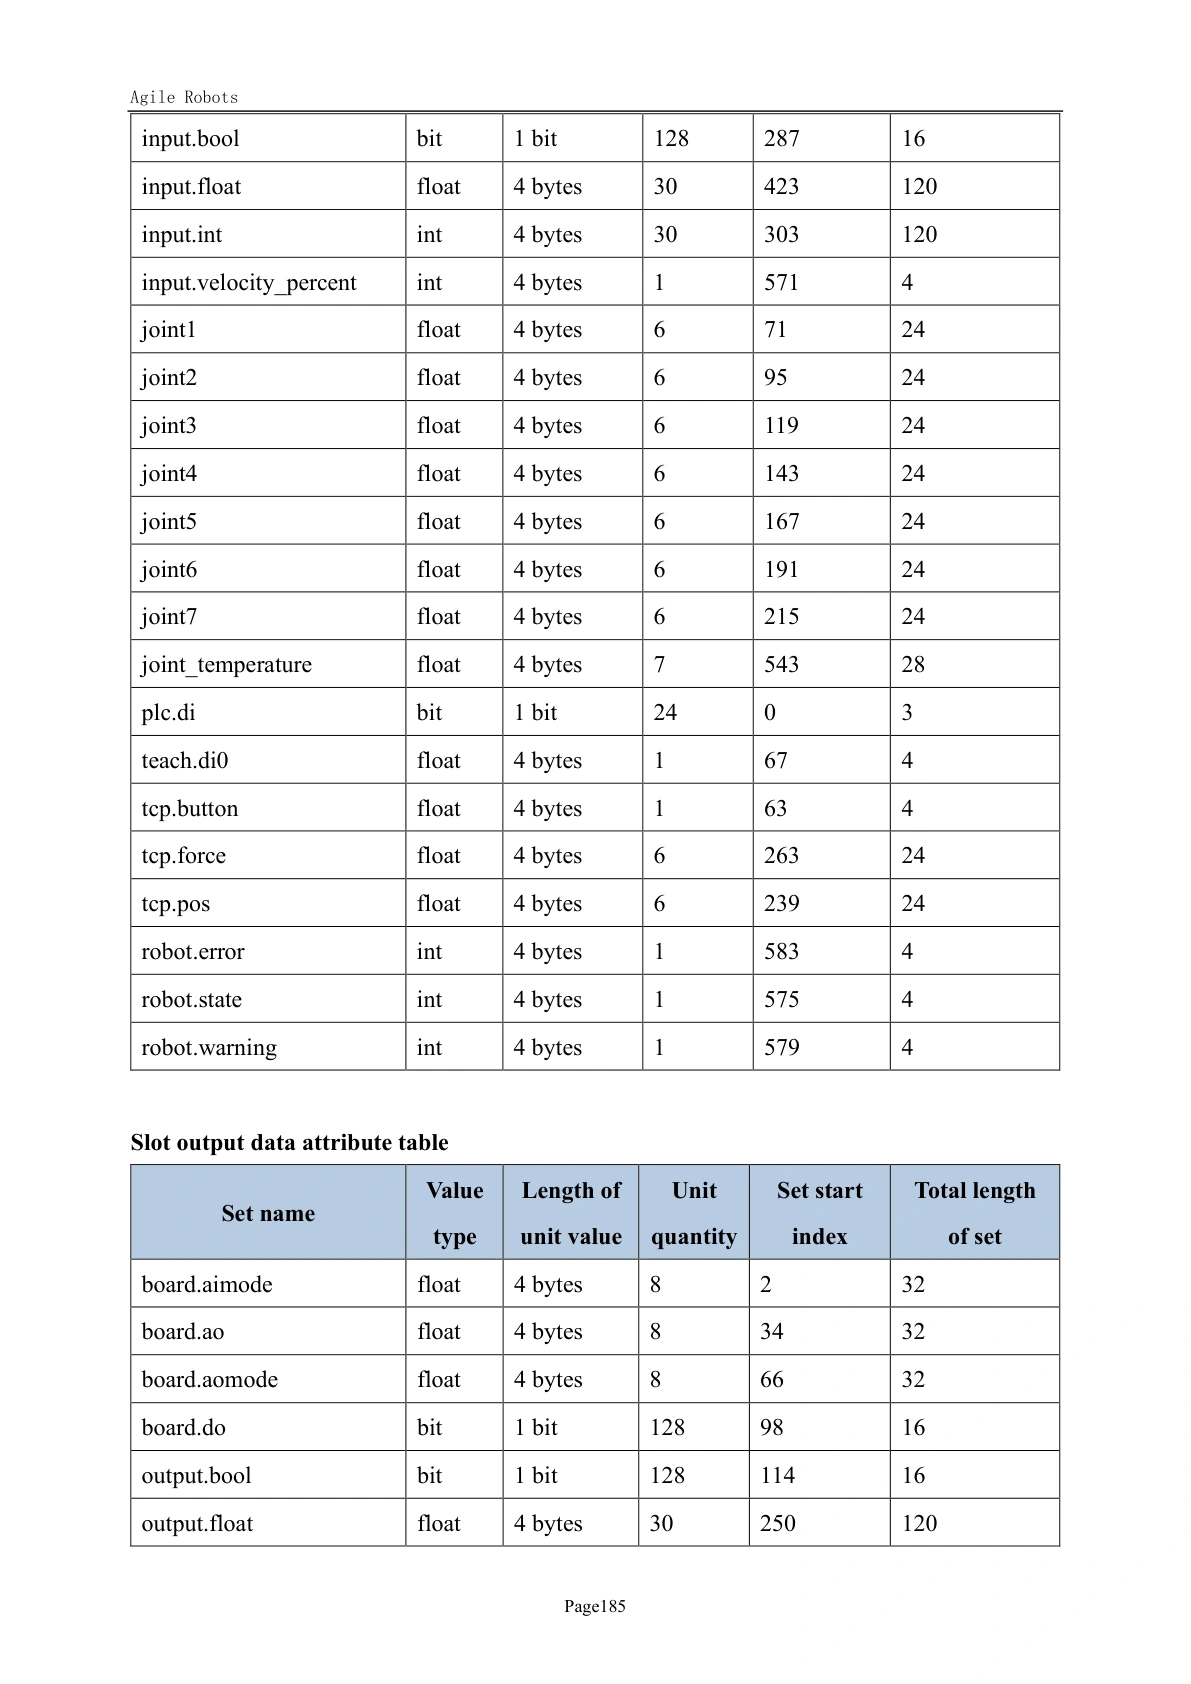 Agile Robots
input.bool bit 1 bit 128 287 16
input.float float 4 bytes 30 423 120
input.int int 4 bytes 30 303 120
input.velocity_percent int 4 bytes 1 571 4
joint1 float 4 bytes 6 71 24
joint2 float 4 bytes 6 95 24
joint3 float 4 bytes 6 119 24
joint4 float 4 bytes 6 143 24
joint5 float 4 bytes 6 167 24
joint6 float 4 bytes 6 191 24
joint7 float 4 bytes 6 215 24
joint_temperature float 4 bytes 7 543 28
plc.di bit 1 bit 24 0 3
teach.di0 float 4 bytes 1 67 4
tcp.button float 4 bytes 1 63 4
tcp.force float 4 bytes 6 263 24
tcp.pos float 4 bytes 6 239 24
robot.error int 4 bytes 1 583 4
robot.state int 4 bytes 1 575 4
robot.warning int 4 bytes 1 579 4
Slot output data attribute table
Set name Value type Length of unit value Unit quantity Set start index Total length of set
board.aimode float 4 bytes 8 2 32
board.ao float 4 bytes 8 34 32
board.aomode float 4 bytes 8 66 32
board.do bit 1 bit 128 98 16
output.bool bit 1 bit 128 114 16
output.float float 4 bytes 30 250 120
Page185